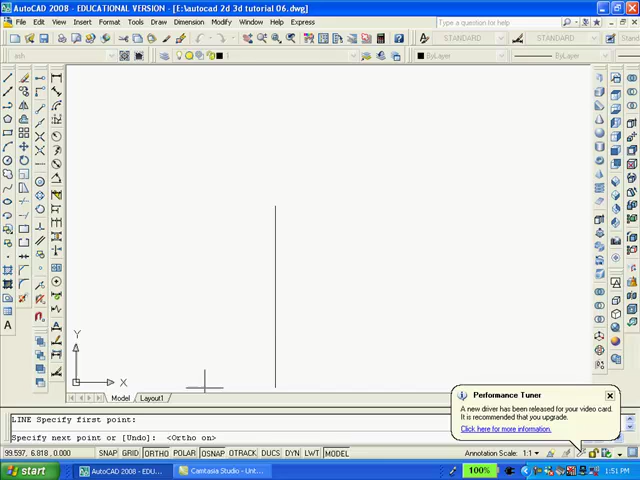 AutoCAD 2008 - EDUCATIONAL VERSION - [E:\autocad 2d 3d tutorial 06.dwg]
File Edit View Insert Format Tools Draw Dimension Modify Window Help Express
Type a question for help
STANDARD
STANDARD
Standard
ash
1
ByLayer
ByLayer
Y
X
Model Layout1
Performance Tuner
A new driver has been released for your video card.
It is recommended that you upgrade.
Click here for more information.
LINE Specify first point:
Specify next point or [Undo]: <Ortho on>
99.597, 6.818, 0.000 SNAP GRID ORTHO POLAR OSNAP OTRACK DUCS DYN LWT MODEL Annotation Scale: 1:1
start AutoCAD 2008 - EDU... Camtasia Studio - Unt... 100% 1:51 PM